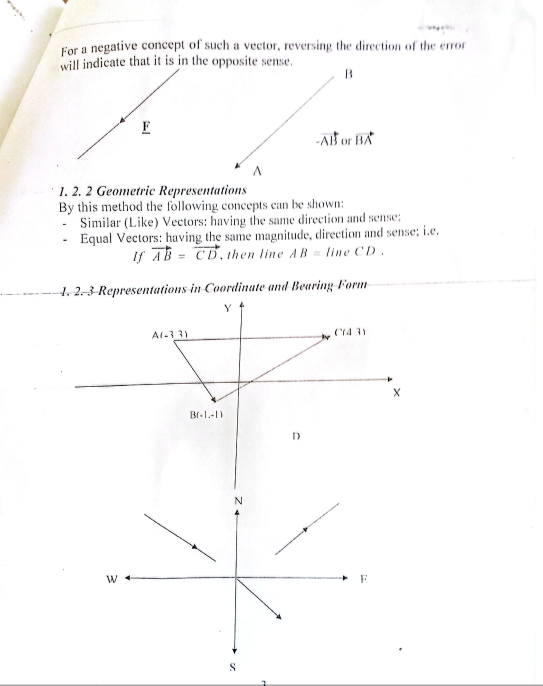 For a negative concept of such a vector, reversing the direction of the error
will indicate that it is in the opposite sense.
B
F
-AB or BA
A
1. 2. 2 Geometric Representations
By this method the following concepts can be shown:
- Similar (Like) Vectors: having the same direction and sense;
- Equal Vectors: having the same magnitude, direction and sense; i.e.
If AB = CD, then line AB = line CD.
1. 2. 3 Representations in Coordinate and Bearing Form
Y
A(-3 3)
C(4 3)
X
B(-1,-1)
D
N
W
E
S